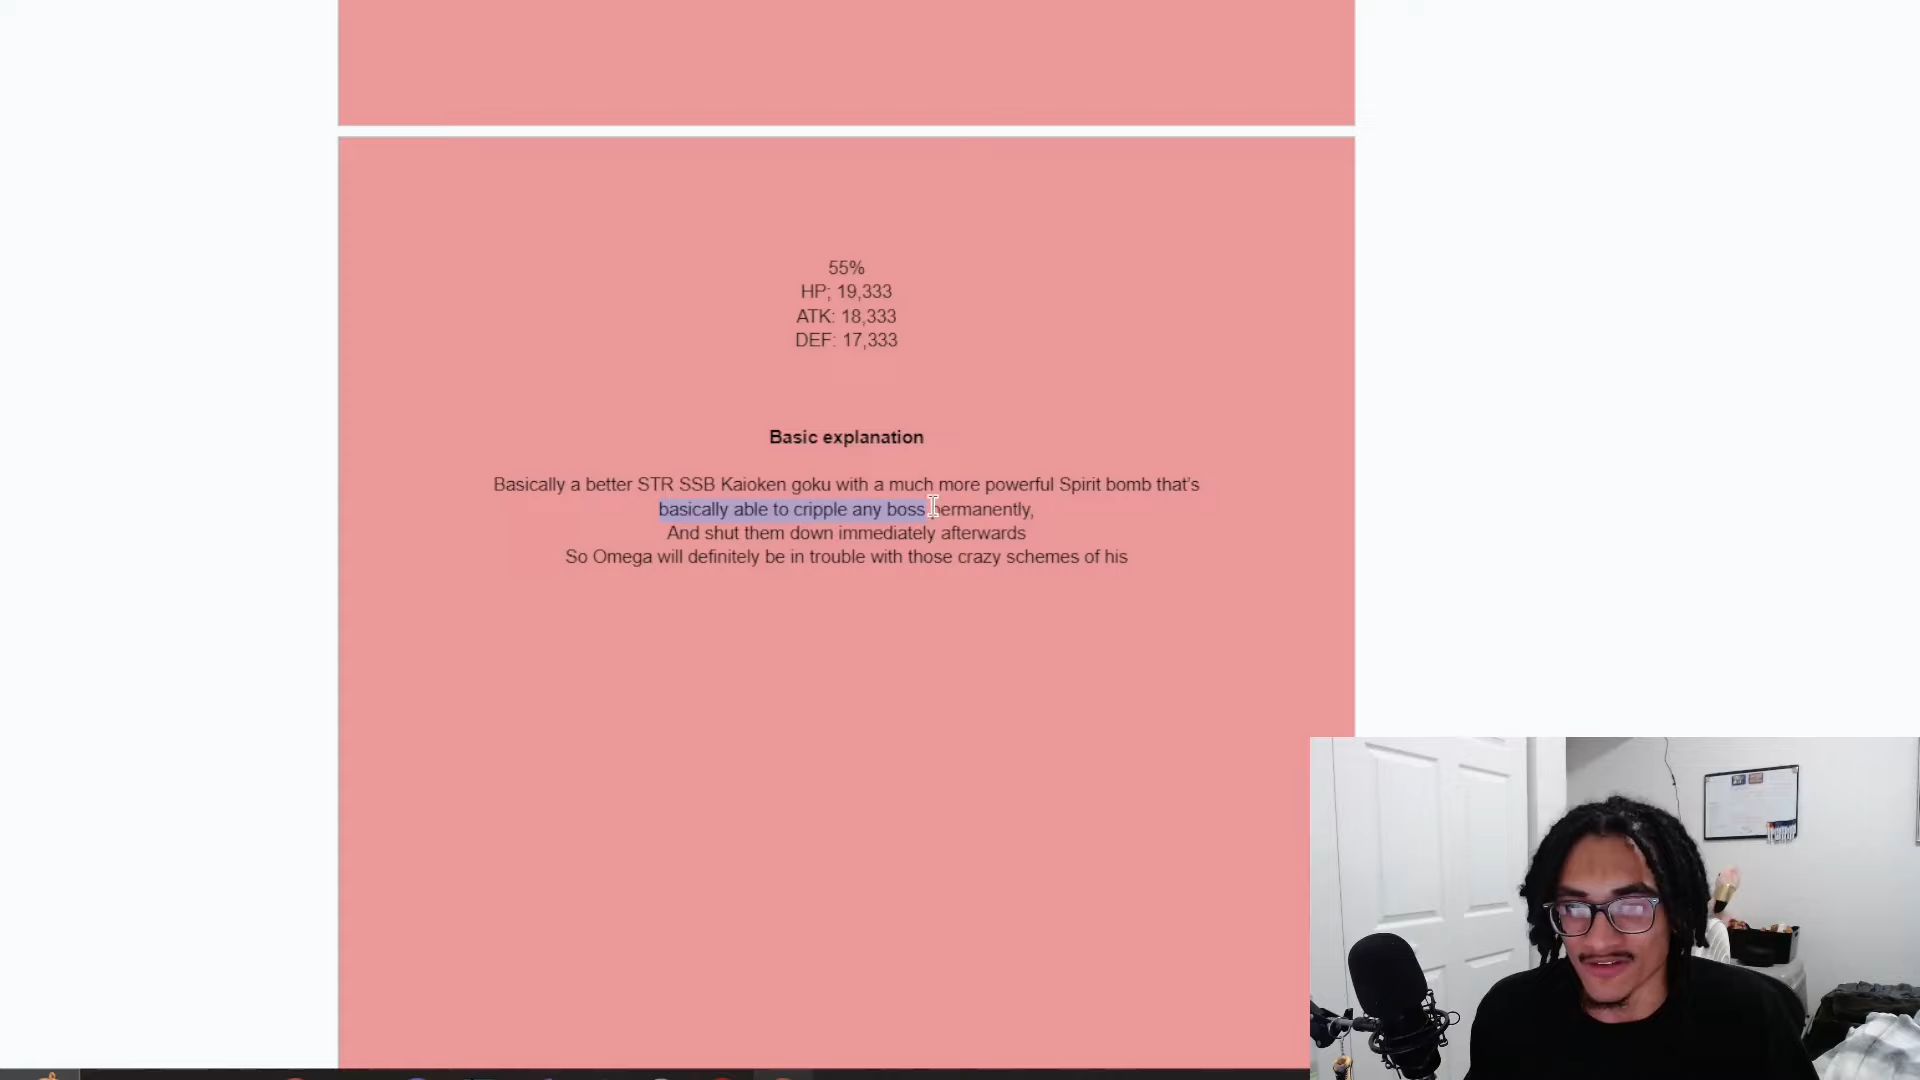 55%
HP; 19,333
ATK: 18,333
DEF: 17,333
Basic explanation
Basically a better STR SSB Kaioken goku with a much more powerful Spirit bomb that's
basically able to cripple any boss permanently,
And shut them down immediately afterwards
So Omega will definitely be in trouble with those crazy schemes of his